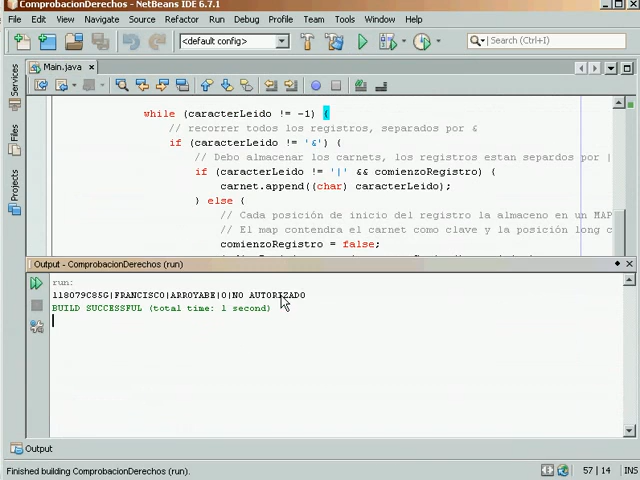 ComprobacionDerechos - NetBeans IDE 6.7.1
File Edit View Navigate Source Refactor Run Debug Profile Team Tools Window Help
<default config>
Search (Ctrl+I)
Main.java
Services
Files
Projects
while (caracterLeido != -1) {
// recorrer todos los registros, separados por &
if (caracterLeido != '&') {
// Debo almacenar los carnets, los registros estan separdos por |
if (caracterLeido != '|' && comienzoRegistro) {
carnet.append((char) caracterLeido);
} else {
// Cada posición de inicio del registro la almaceno en un MAP
// El map contendra el carnet como clave y la posición long c
comienzoRegistro = false;
Output - ComprobacionDerechos (run)
run:
118079C85G|FRANCISCO|ARROYABE|0|NO AUTORIZADO
BUILD SUCCESSFUL (total time: 1 second)
Output
Finished building ComprobacionDerechos (run).
57 | 14 INS